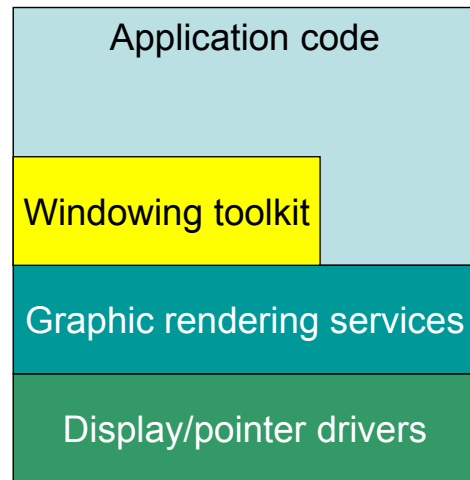 Application code
Windowing toolkit
Graphic rendering services
Display/pointer drivers